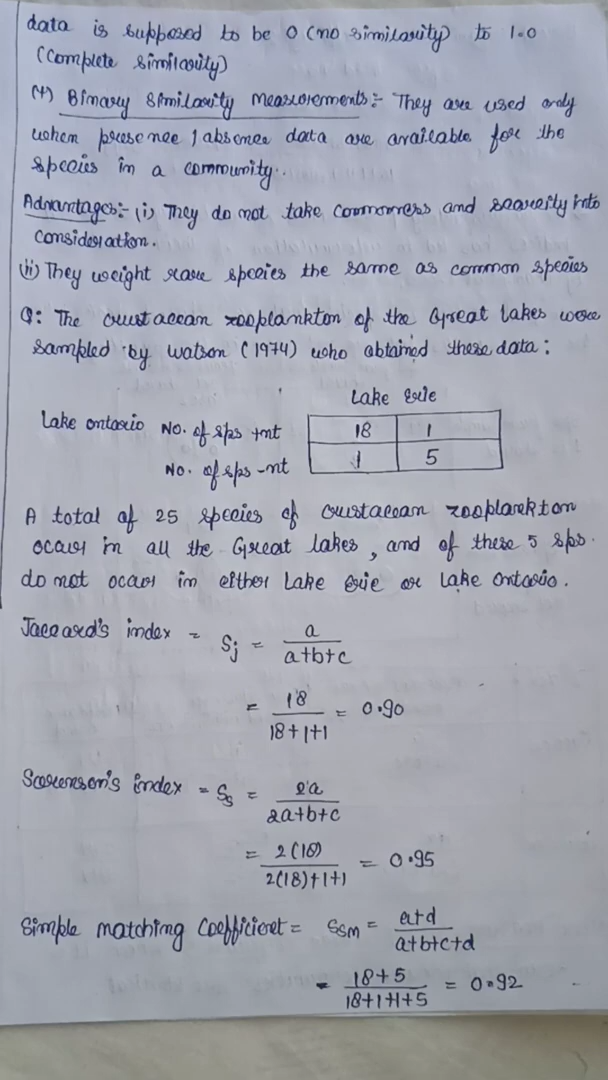 data is supposed to be 0 (no similarity) to 1.0
(complete similarity)
(+) Binary Similarity Measurements:- They are used only
when presence / absence data are available for the
species in a community.
Advantages:- (i) They do not take commonness and scarcity into
consideration.
(ii) They weight rare species the same as common species
Q: The crustacean zooplankton of the Great lakes were
sampled by Watson (1974) who obtained these data:
Lake Erie
Lake ontario No. of sps +nt 18 1
No. of sps -nt 1 5
A total of 25 species of crustacean zooplankton
occur in all the Great lakes, and of these 5 sps.
do not occur in either Lake Erie or Lake Ontario.
Jaccard's index = Sj = a / a+b+c
= 18 / 18+1+1 = 0.90
Sorensen's index = Ss = 2a / 2a+b+c
= 2(18) / 2(18)+1+1 = 0.95
Simple matching coefficient = SSM = a+d / a+b+c+d
= 18+5 / 18+1+1+5 = 0.92